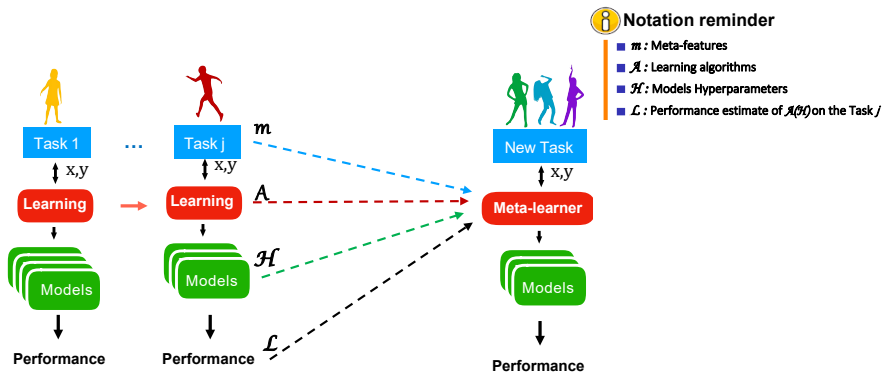 Notation reminder
m : Meta-features
A : Learning algorithms
H : Models Hyperparameters
L : Performance estimate of A(H) on the Task j
Task 1
...
Task j
m
New Task
x,y
x,y
x,y
Learning
Learning
A
Meta-learner
H
Models
Models
Models
Performance
Performance
L
Performance